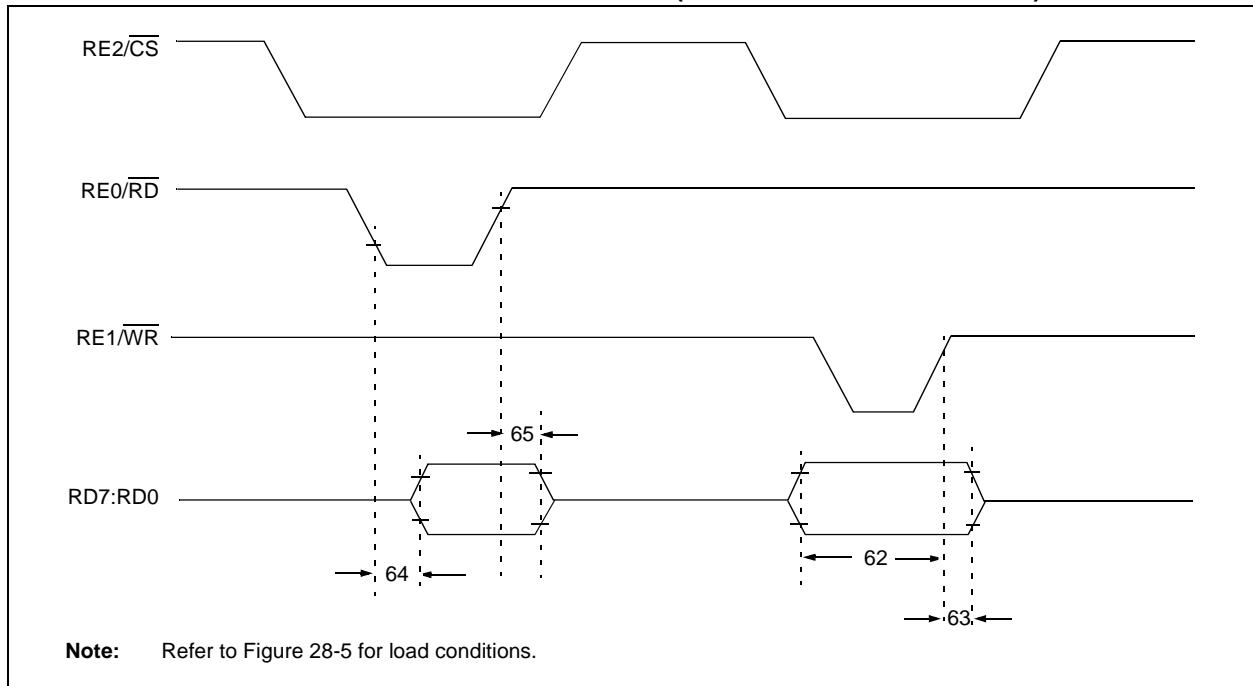 RE2/CS
RE0/RD
RE1/WR
65
RD7:RD0
62
64
63
Note: Refer to Figure 28-5 for load conditions.